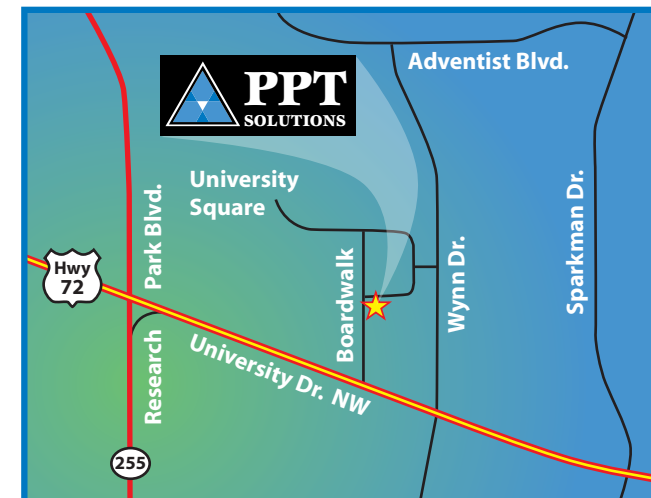 Adventist Blvd.
PPT
SOLUTIONS
University
Square
Park Blvd.
Hwy
72
Boardwalk
Wynn Dr.
Sparkman Dr.
Research
University Dr. NW
255